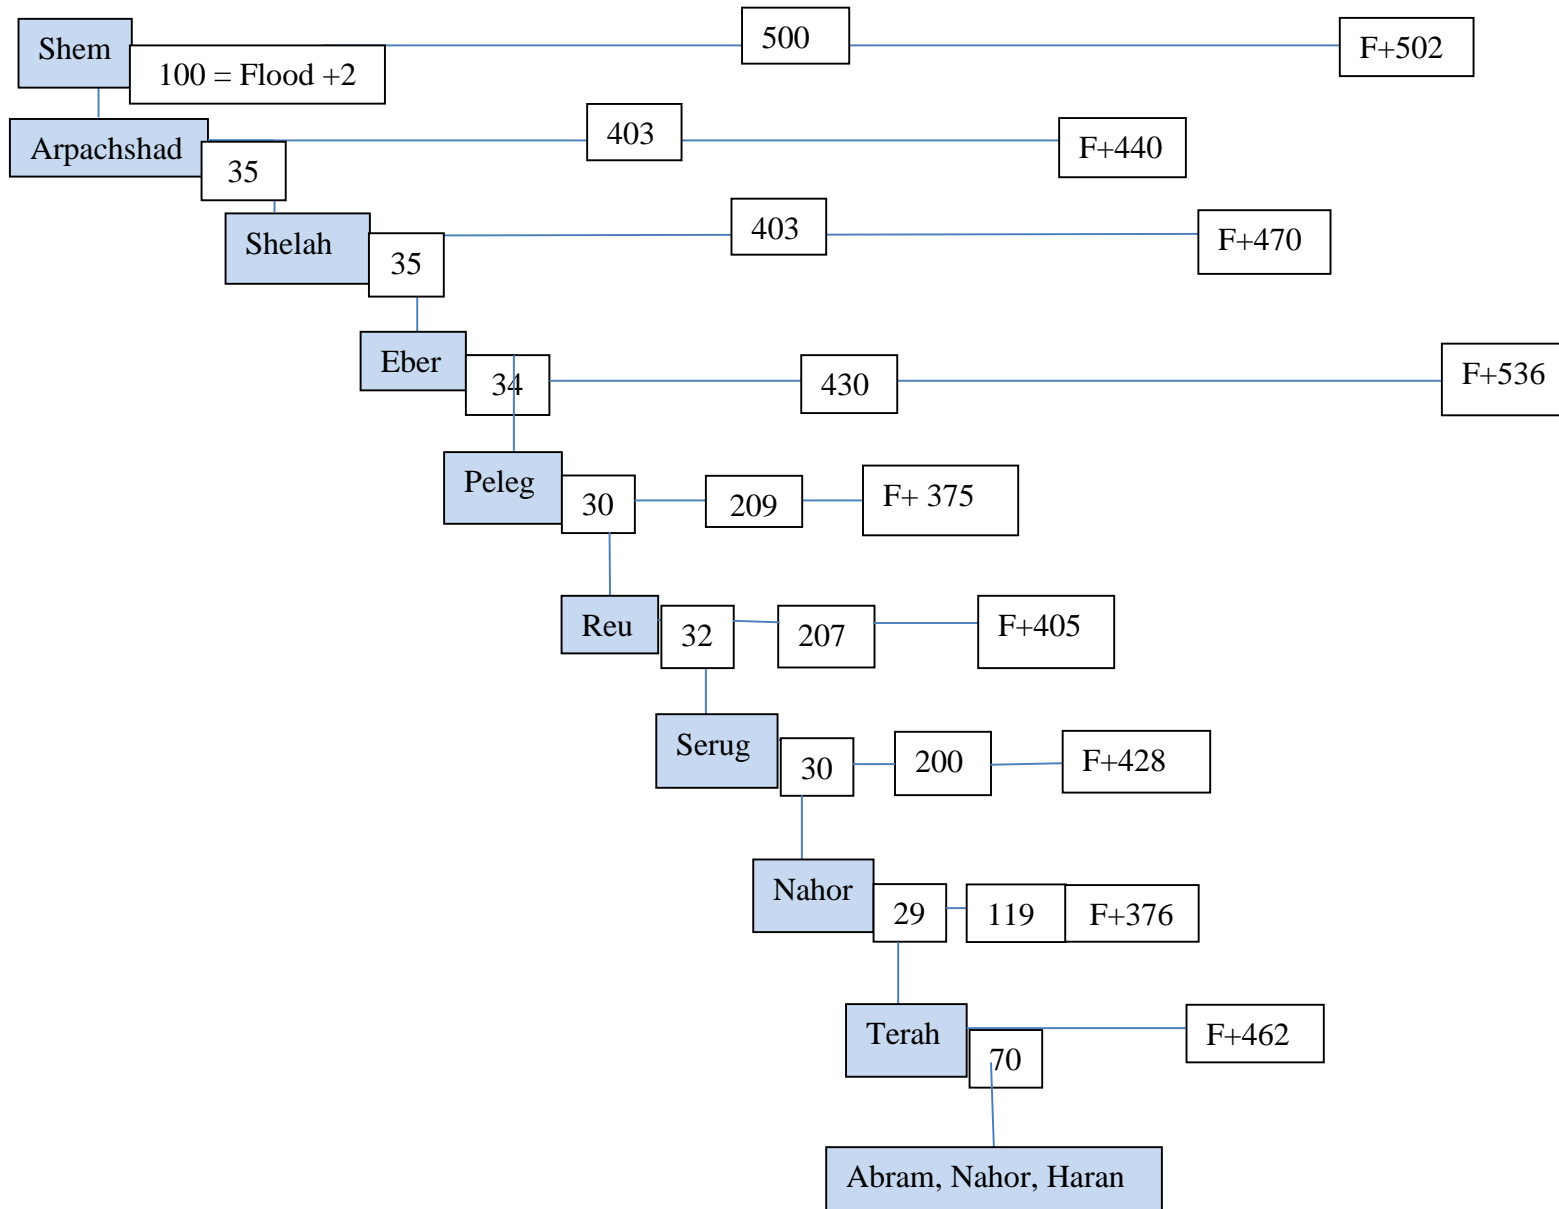 Shem
500
F+502
100 = Flood +2
Arpachshad
403
F+440
35
Shelah
403
F+470
35
Eber
34
430
F+536
Peleg
30
209
F+ 375
Reu
32
207
F+405
Serug
30
200
F+428
Nahor
29
119
F+376
Terah
F+462
70
Abram, Nahor, Haran